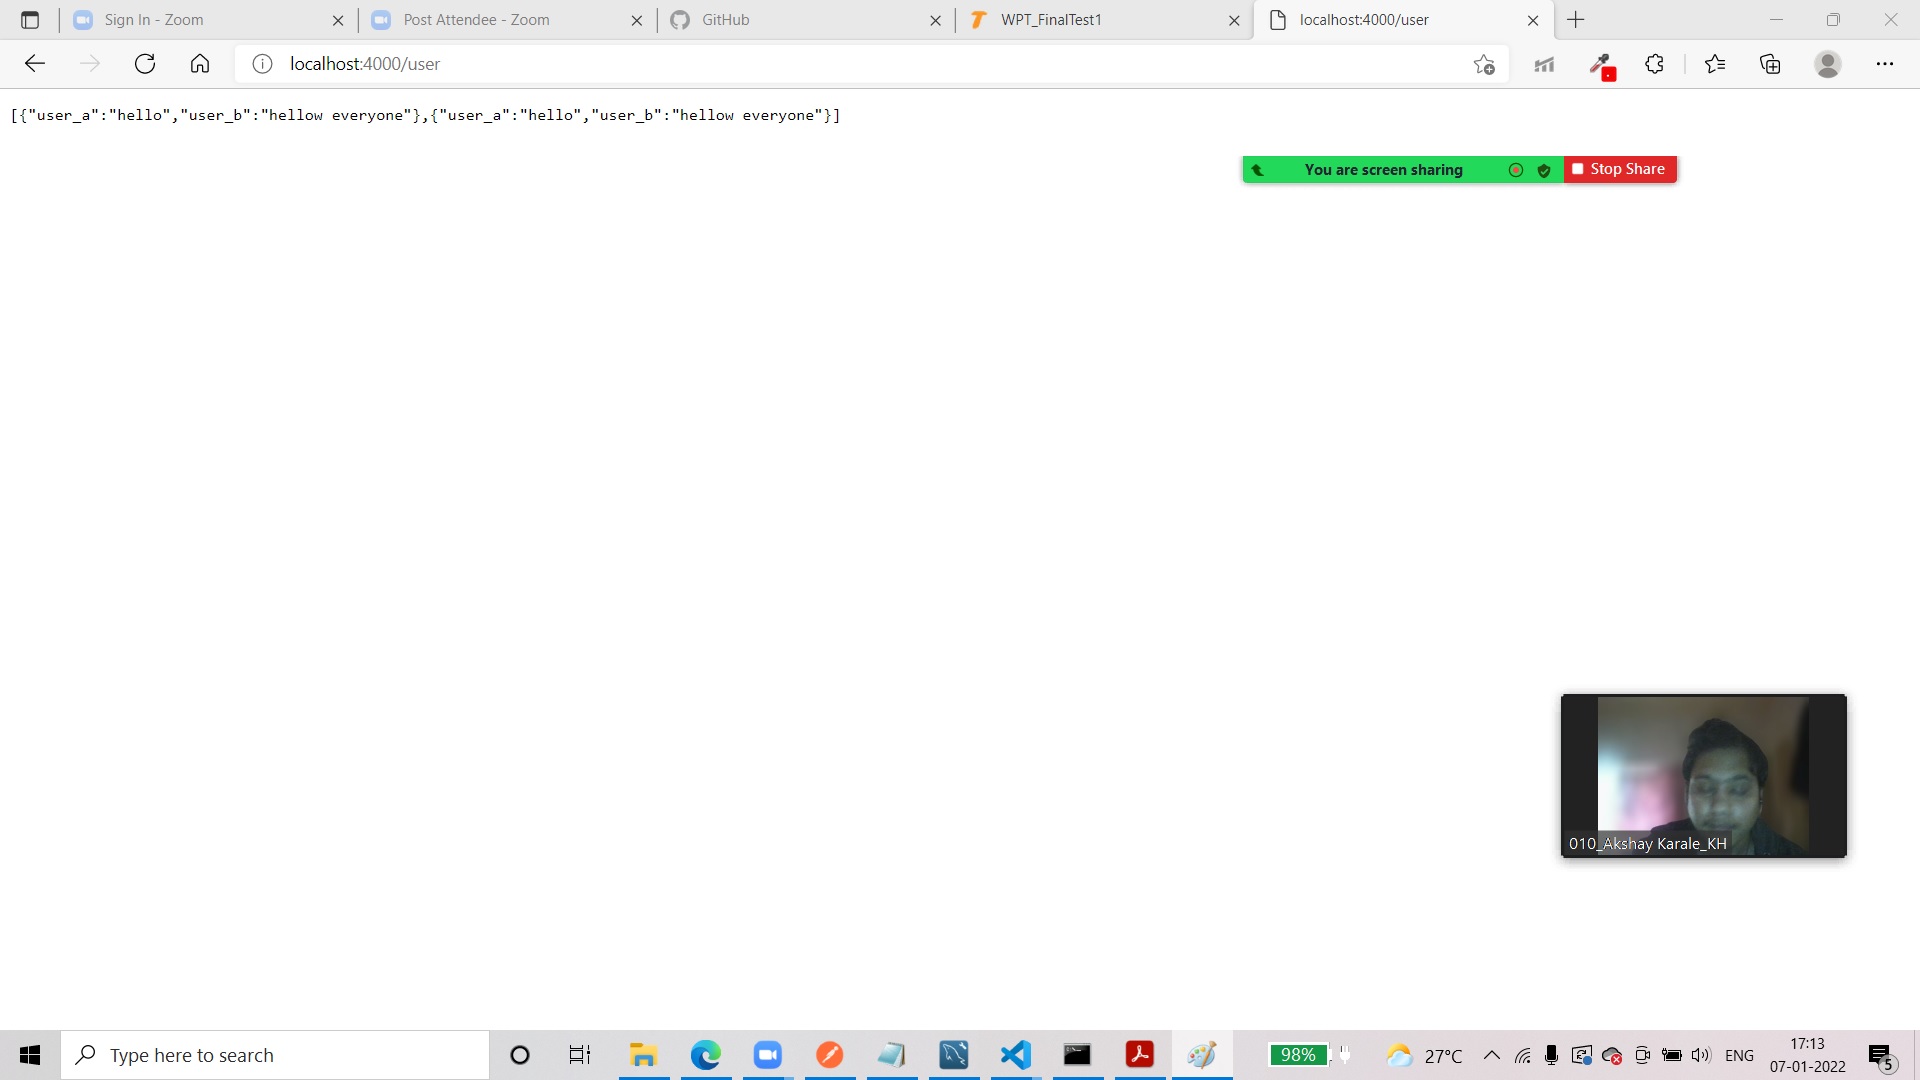 Sign In - Zoom
Post Attendee - Zoom
GitHub
WPT_FinalTest1
localhost:4000/user
localhost:4000/user
[{"user_a":"hello","user_b":"hellow everyone"},{"user_a":"hello","user_b":"hellow everyone"}]
You are screen sharing
Stop Share
010_Akshay Karale_KH
Type here to search
98%
27°C
ENG
17:13
07-01-2022
5